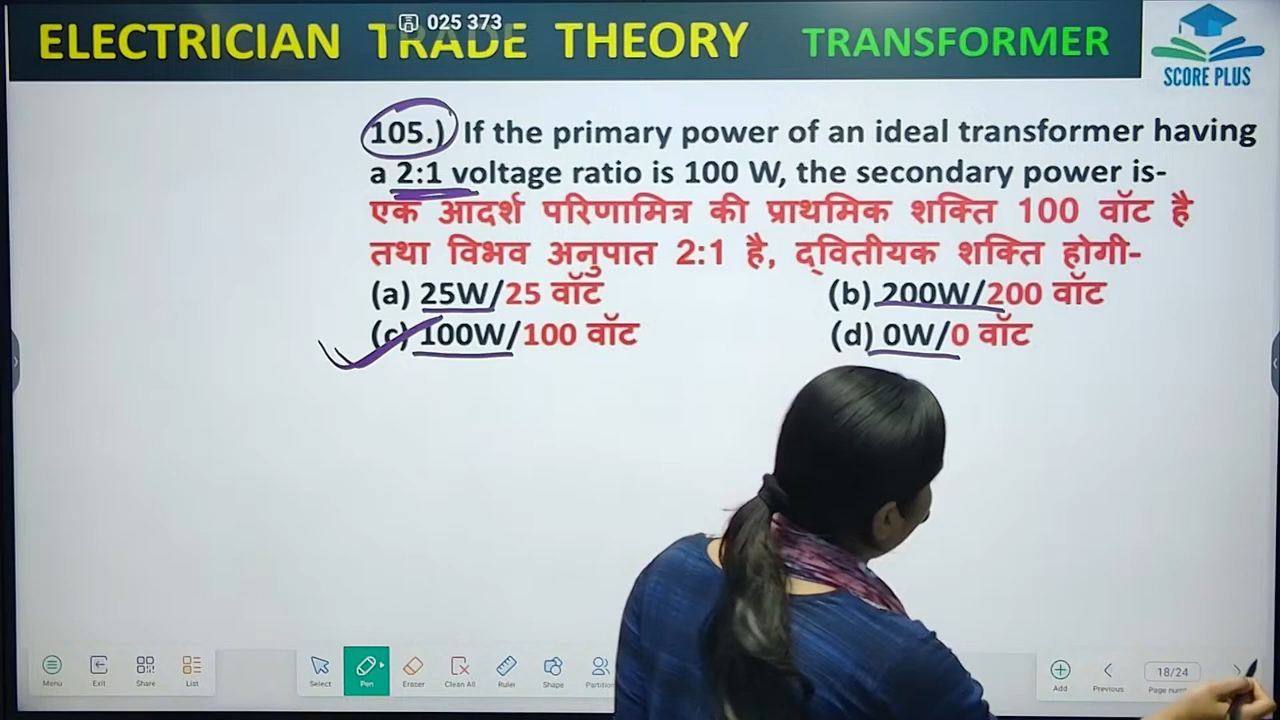 025 373
ELECTRICIAN TRADE THEORY TRANSFORMER
SCORE PLUS
105.) If the primary power of an ideal transformer having
a 2:1 voltage ratio is 100 W, the secondary power is-
एक आदर्श परिणामित्र की प्राथमिक शक्ति 100 वॉट है
तथा विभव अनुपात 2:1 है, द्वितीयक शक्ति होगी-
(a) 25W/25 वॉट (b) 200W/200 वॉट
(c) 100W/100 वॉट (d) 0W/0 वॉट
Menu Exit Share List Select Pen Eraser Clean All Ruler Shape Add Previous 18/24